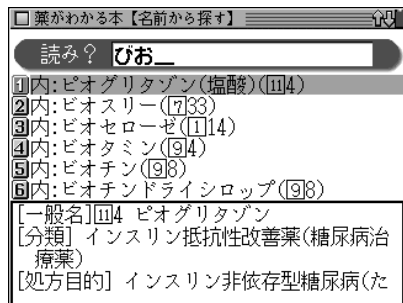 薬がわかる本【名前から探す】
読み? びお__
1内:ピオグリタゾン(塩酸)(114)
2内:ビオスリー(733)
3内:ビオセローゼ(114)
4内:ビオタミン(94)
5内:ビオチン(98)
6内:ビオチンドライシロップ(98)
[一般名]114 ピオグリタゾン
[分類] インスリン抵抗性改善薬(糖尿病治
療薬)
[処方目的] インスリン非依存型糖尿病(た